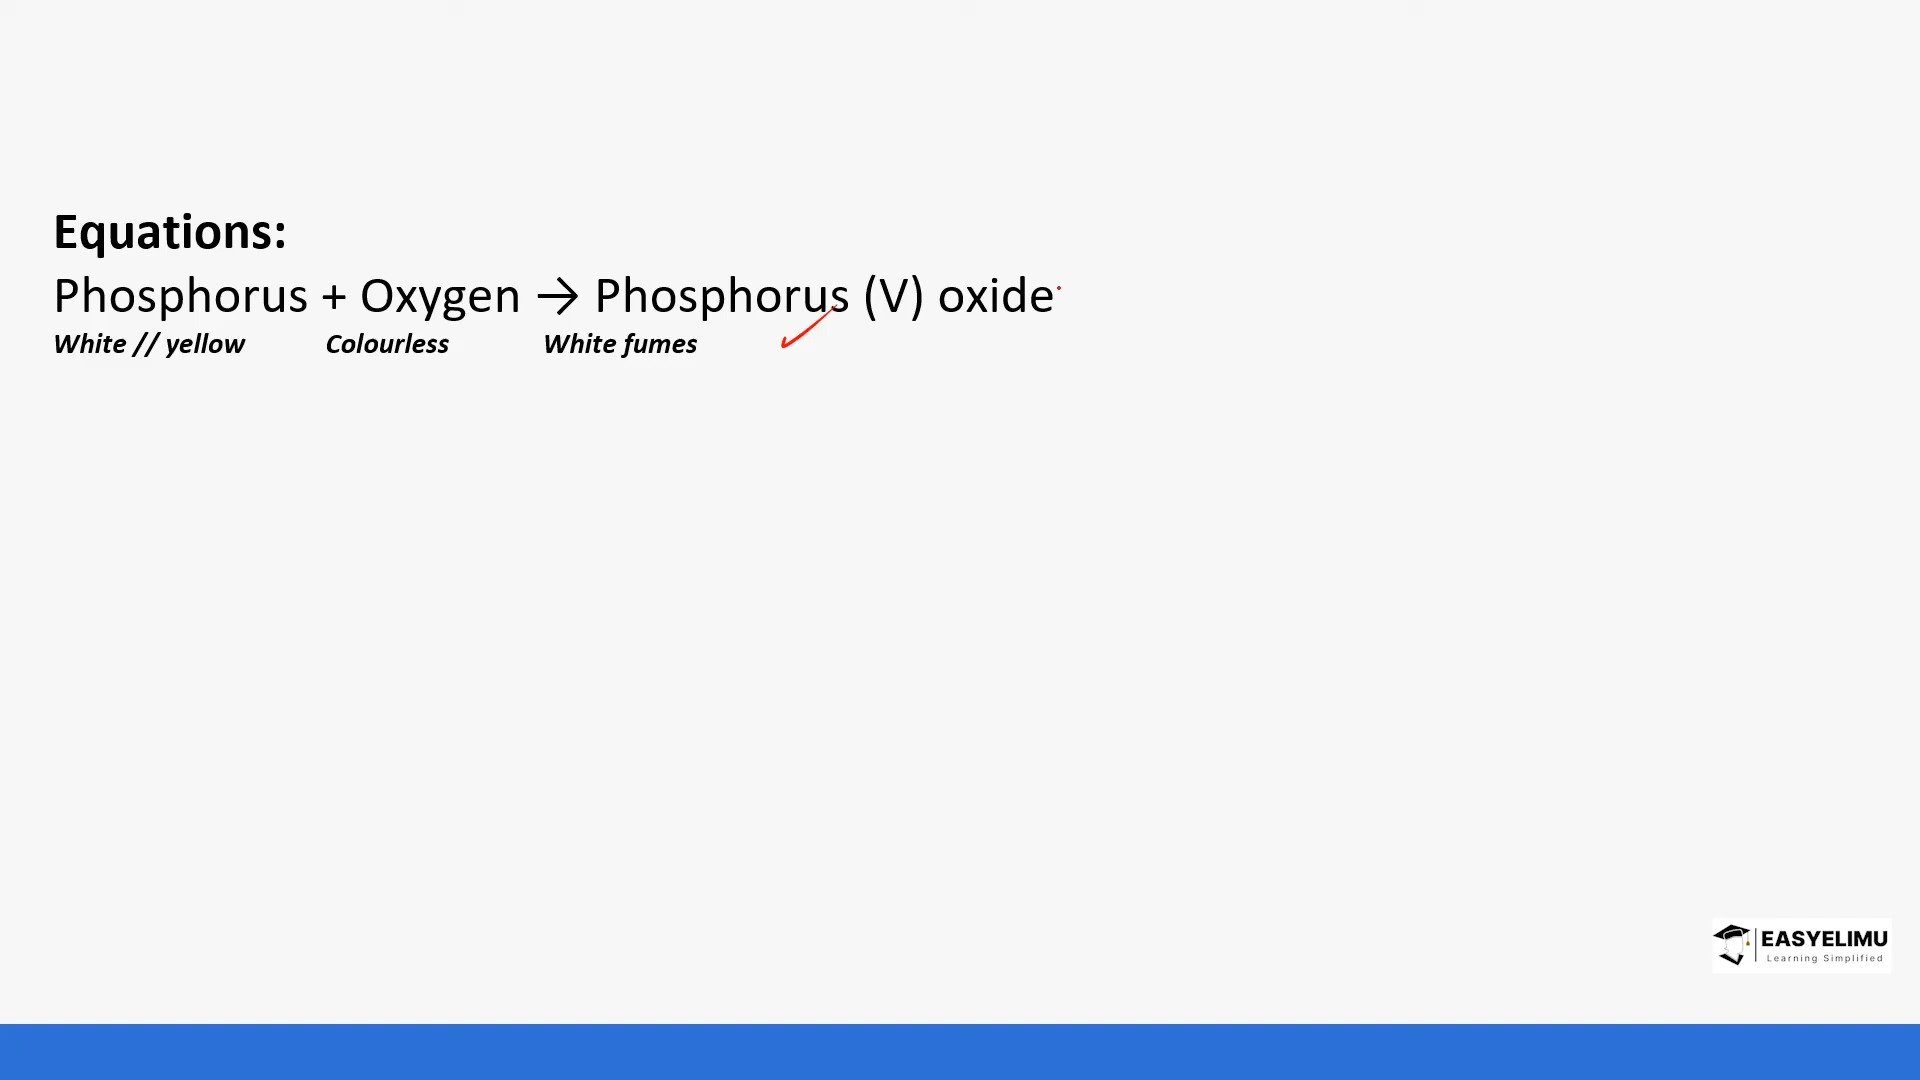 Equations:
Phosphorus + Oxygen → Phosphorus (V) oxide
White // yellow Colourless White fumes
EASYELIMU
Learning Simplified